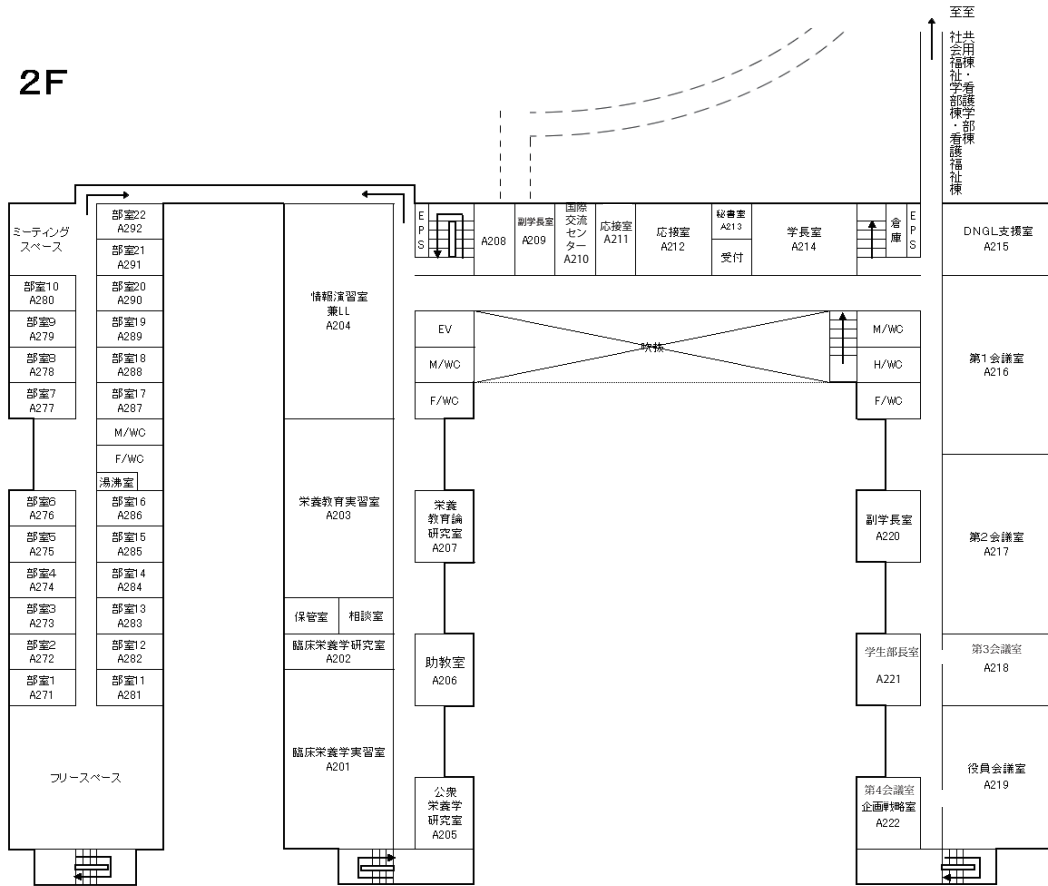 2F
至 共用棟・看護学部棟
至 社会福祉学部棟・看護福祉棟
ミーティング
スペース
部室22
A292
部室21
A291
部室10
A280
部室20
A290
部室9
A279
部室19
A289
部室8
A278
部室18
A288
部室7
A277
部室17
A287
M/WC
F/WC
湯沸室
部室6
A276
部室16
A286
部室5
A275
部室15
A285
部室4
A274
部室14
A284
部室3
A273
部室13
A283
部室2
A272
部室12
A282
部室1
A271
部室11
A281
フリースペース
情報演習室
兼LL
A204
栄養教育実習室
A203
保管室
相談室
臨床栄養学研究室
A202
臨床栄養学実習室
A201
EPS
A208
副学長室
A209
国際
交流
セン
ター
A210
応接室
A211
応接室
A212
秘書室
A213
受付
学長室
A214
倉庫
EPS
DNGL支援室
A215
EV
M/WC
F/WC
吹抜
M/WC
H/WC
F/WC
第1会議室
A216
栄養
教育論
研究室
A207
副学長室
A220
第2会議室
A217
助教室
A206
学生部長室
A221
第3会議室
A218
公衆
栄養学
研究室
A205
第4会議室
企画戦略室
A222
役員会議室
A219